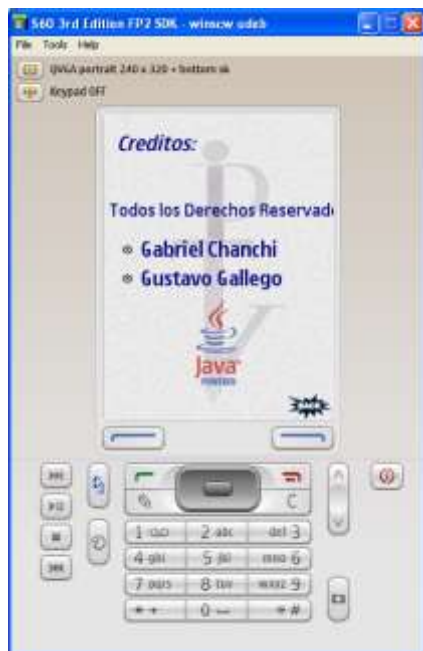 S60 3rd Edition FP2 SDK - winscw udeb
File Tools Help
QVGA portrait 240 x 320 + bottom sk
Keypad OFF
Creditos:
Todos los Derechos Reservad
Gabriel Chanchi
Gustavo Gallego
Java
POWERED
C
1 2 abc def 3
4 ghi 5 jkl mno 6
7 pqrs 8 tuv wxyz 9
* + 0 #